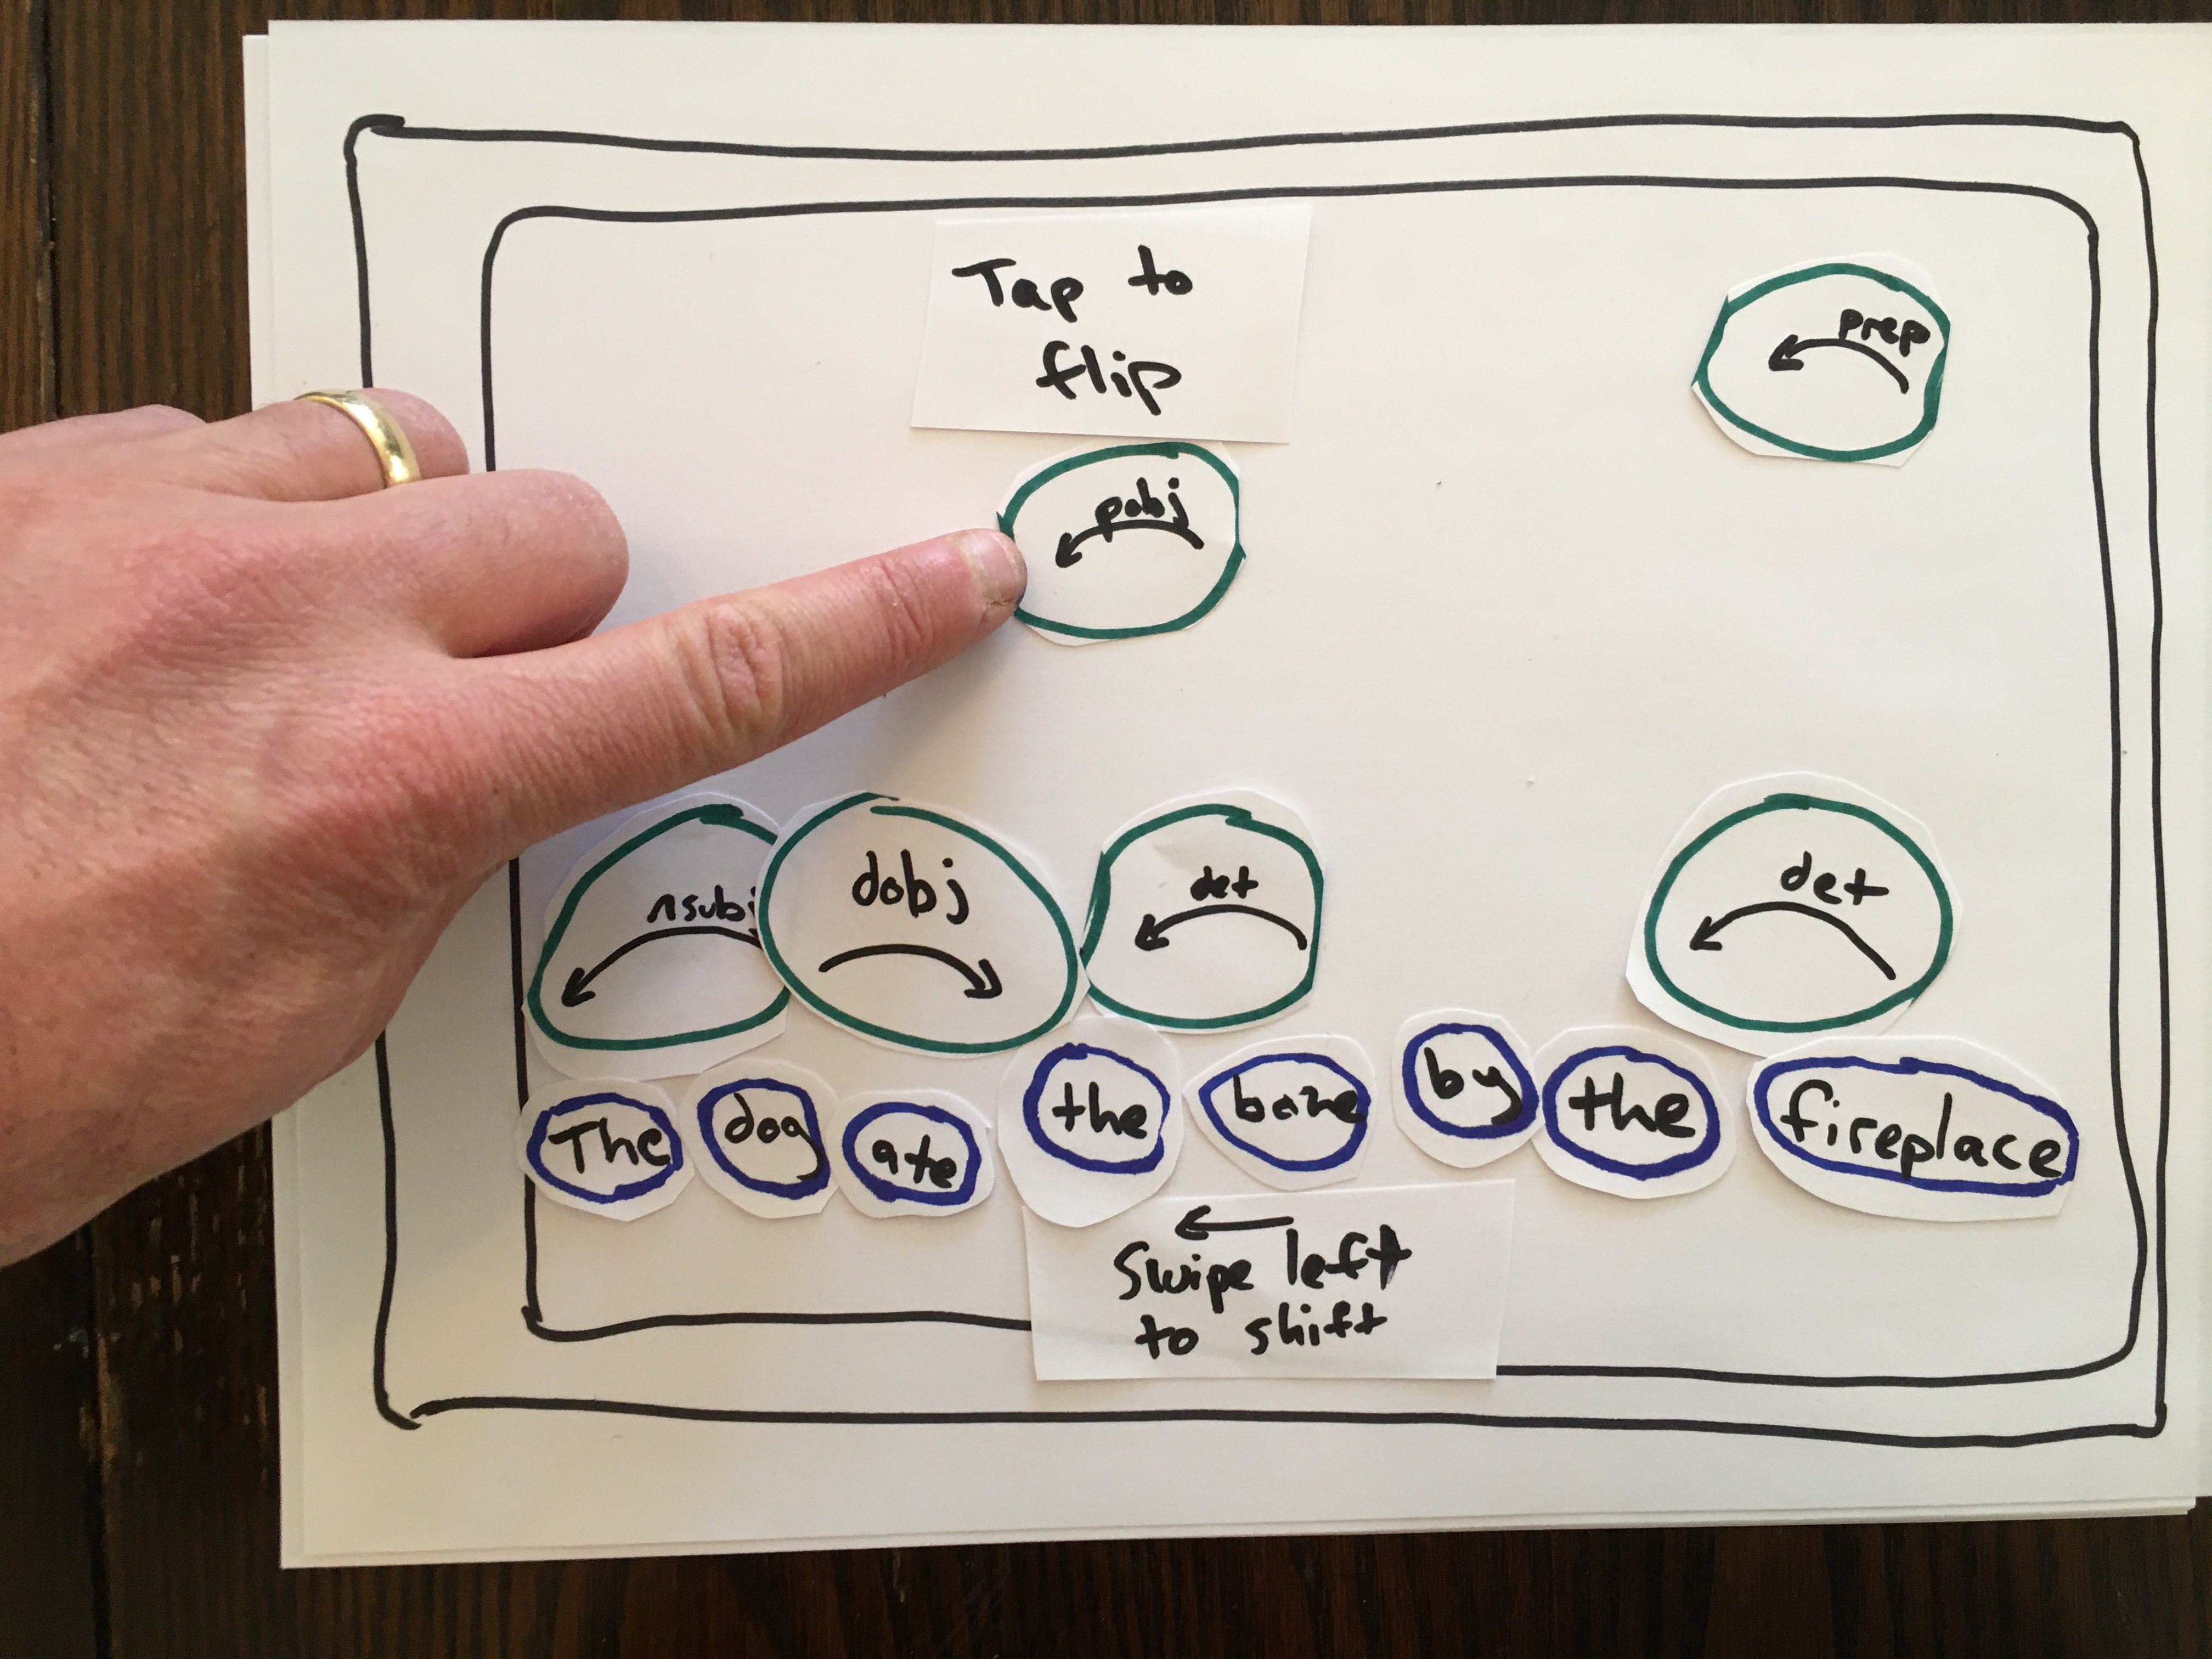 Tap to
flip
prep
pobj
nsubj
dobj
det
det
The dog ate the bone by the fireplace
Swipe left
to shift